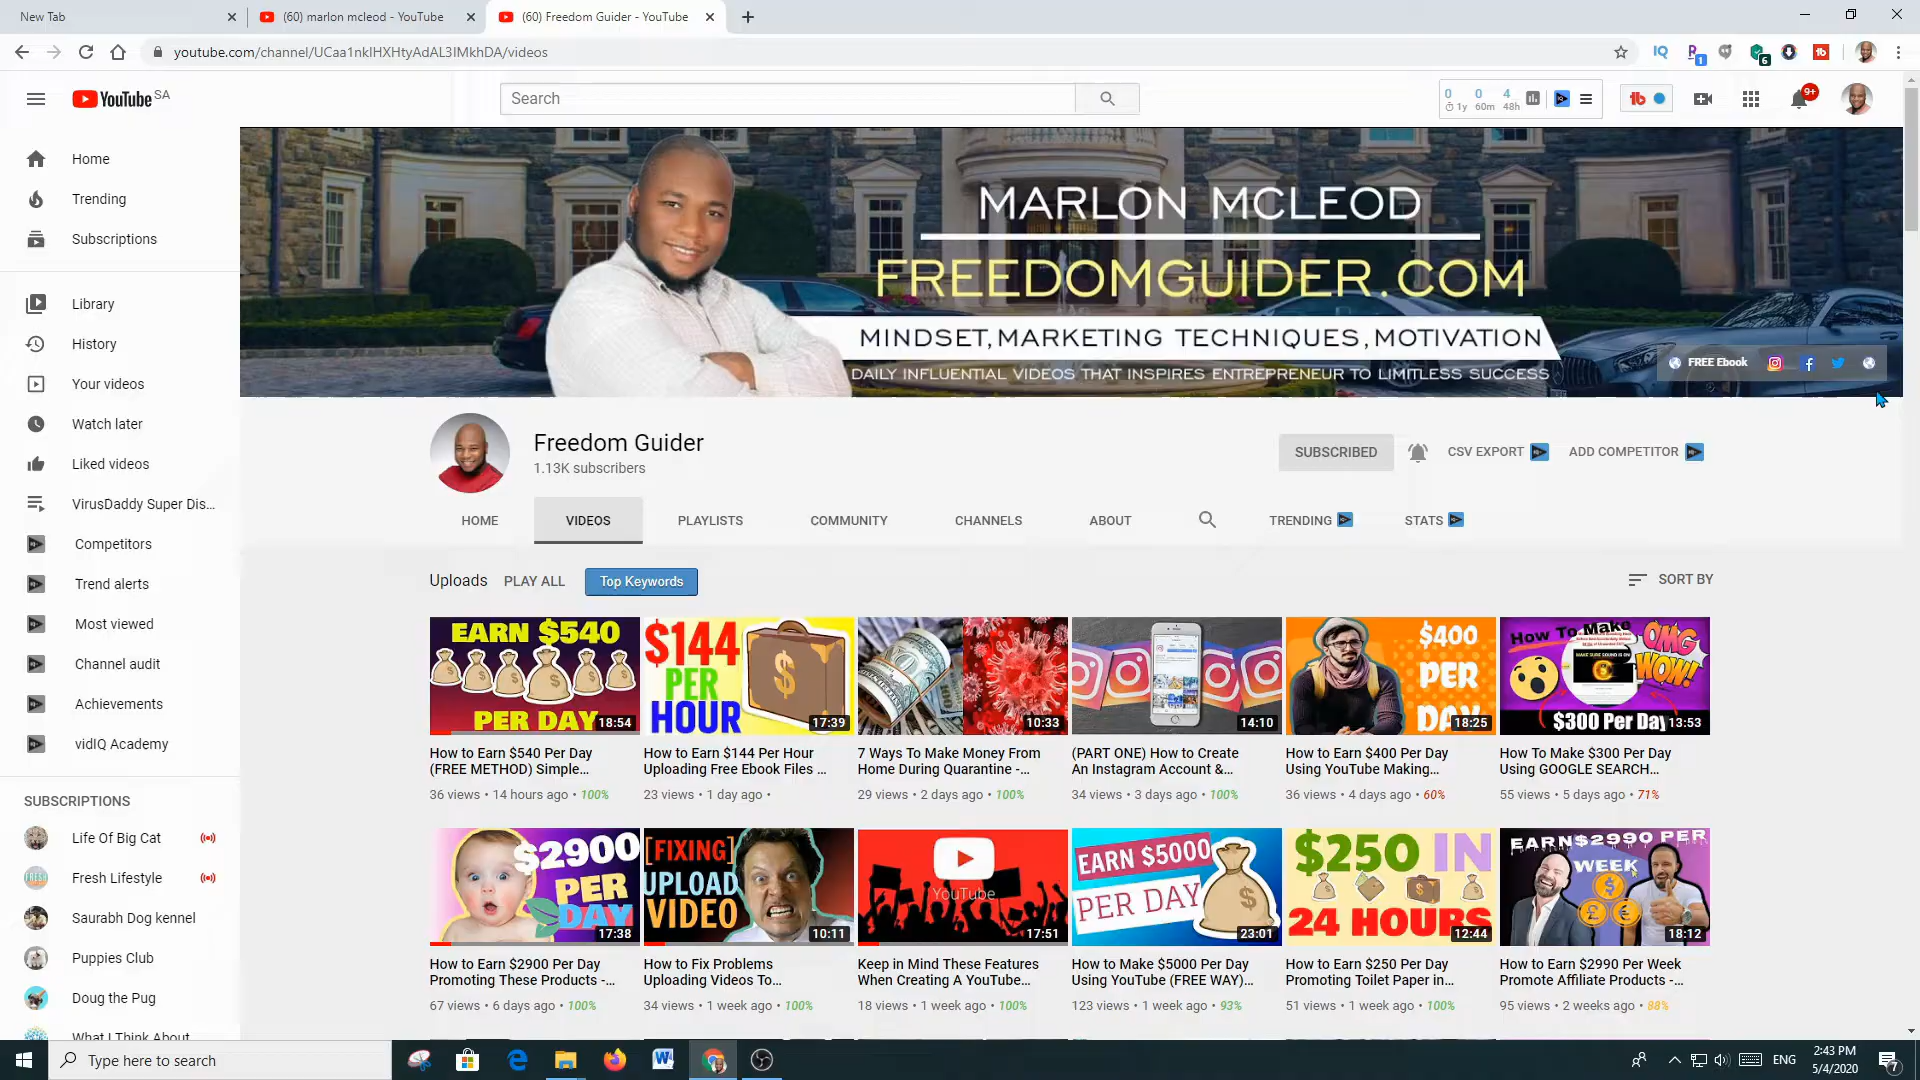 New Tab
(60) marlon mcleod - YouTube
(60) Freedom Guider - YouTube
youtube.com/channel/UCaa1nklHXHtyAdAL3IMkhDA/videos
YouTube SA
Search
0 0 4
1y 60m 48h
9+
Home
Trending
Subscriptions
Library
History
Your videos
Watch later
Liked videos
VirusDaddy Super Dis...
Competitors
Trend alerts
Most viewed
Channel audit
Achievements
vidIQ Academy
SUBSCRIPTIONS
Life Of Big Cat
Fresh Lifestyle
Saurabh Dog kennel
Puppies Club
Doug the Pug
What I Think About
MARLON MCLEOD
FREEDOMGUIDER.COM
MINDSET, MARKETING TECHNIQUES, MOTIVATION
DAILY INFLUENTIAL VIDEOS THAT INSPIRES ENTREPRENEUR TO LIMITLESS SUCCESS
FREE Ebook
Freedom Guider
1.13K subscribers
SUBSCRIBED
CSV EXPORT
ADD COMPETITOR
HOME
VIDEOS
PLAYLISTS
COMMUNITY
CHANNELS
ABOUT
TRENDING
STATS
Uploads
PLAY ALL
Top Keywords
SORT BY
EARN $540
PER DAY
18:54
How to Earn $540 Per Day
(FREE METHOD) Simple...
36 views • 14 hours ago • 100%
$144
PER
HOUR
17:39
How to Earn $144 Per Hour
Uploading Free Ebook Files ...
23 views • 1 day ago •
10:33
7 Ways To Make Money From
Home During Quarantine -...
29 views • 2 days ago • 100%
14:10
(PART ONE) How to Create
An Instagram Account &...
34 views • 3 days ago • 100%
$400
PER
DAY
18:25
How to Earn $400 Per Day
Using YouTube Making...
36 views • 4 days ago • 60%
How To Make
OMG
WOW!
$300 Per Day
13:53
How To Make $300 Per Day
Using GOOGLE SEARCH...
55 views • 5 days ago • 71%
$2900
PER
DAY
17:38
How to Earn $2900 Per Day
Promoting These Products -...
67 views • 6 days ago • 100%
[FIXING]
UPLOAD
VIDEO
10:11
How to Fix Problems
Uploading Videos To...
34 views • 1 week ago • 100%
YouTube
17:51
Keep in Mind These Features
When Creating A YouTube...
18 views • 1 week ago • 100%
EARN $5000
PER DAY
23:01
How to Make $5000 Per Day
Using YouTube (FREE WAY)...
123 views • 1 week ago • 93%
$250 IN
24 HOURS
12:44
How to Earn $250 Per Day
Promoting Toilet Paper in...
51 views • 1 week ago • 100%
EARN$2990 PER
WEEK
18:12
How to Earn $2990 Per Week
Promote Affiliate Products -...
95 views • 2 weeks ago • 88%
Type here to search
ENG
2:43 PM
5/4/2020
7